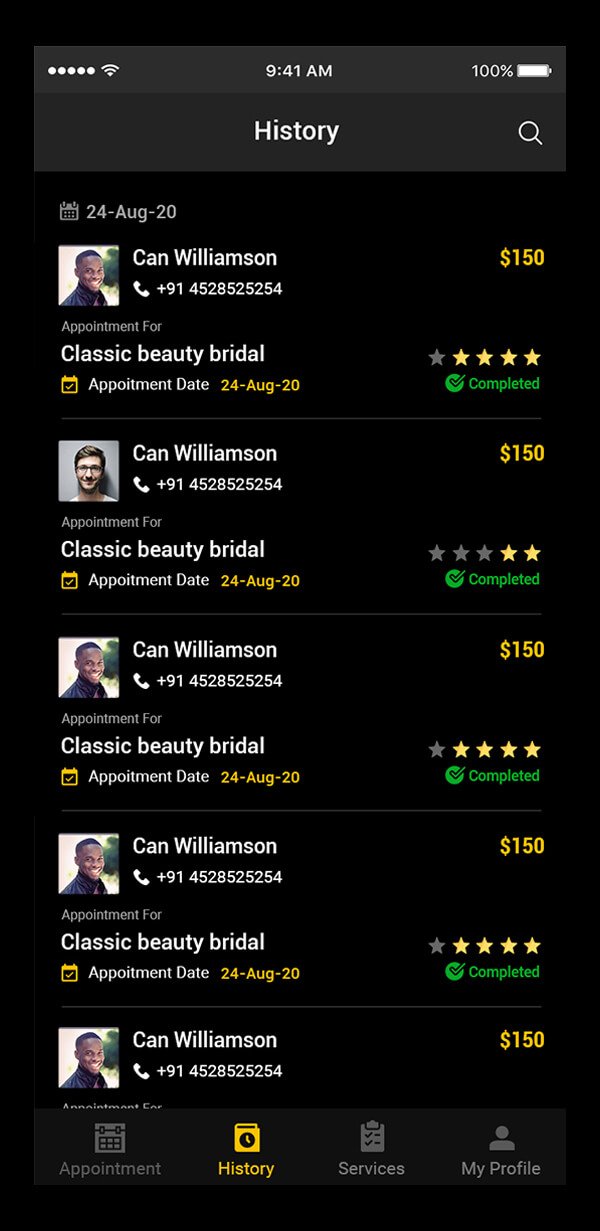 9:41 AM 100%
History
24-Aug-20
Can Williamson $150
+91 4528525254
Appointment For
Classic beauty bridal
Appoitment Date 24-Aug-20 Completed
Can Williamson $150
+91 4528525254
Appointment For
Classic beauty bridal
Appoitment Date 24-Aug-20 Completed
Can Williamson $150
+91 4528525254
Appointment For
Classic beauty bridal
Appoitment Date 24-Aug-20 Completed
Can Williamson $150
+91 4528525254
Appointment For
Classic beauty bridal
Appoitment Date 24-Aug-20 Completed
Can Williamson $150
+91 4528525254
Appointment For
Appointment History Services My Profile